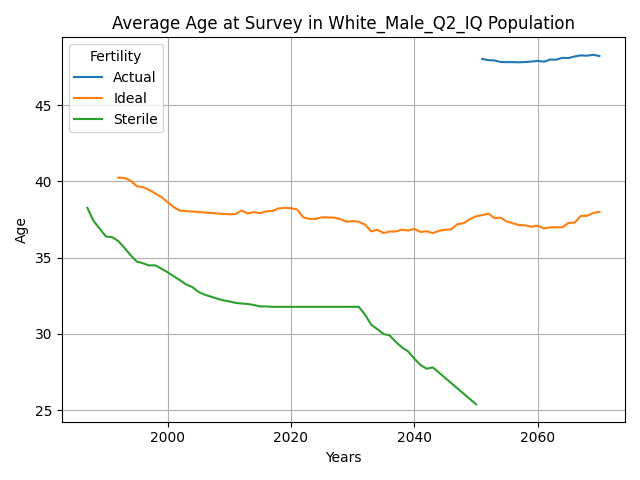 Average Age at Survey in White_Male_Q2_IQ Population
Fertility
Actual
Ideal
Sterile
Age
45
40
35
30
25
2000
2020
2040
2060
Years